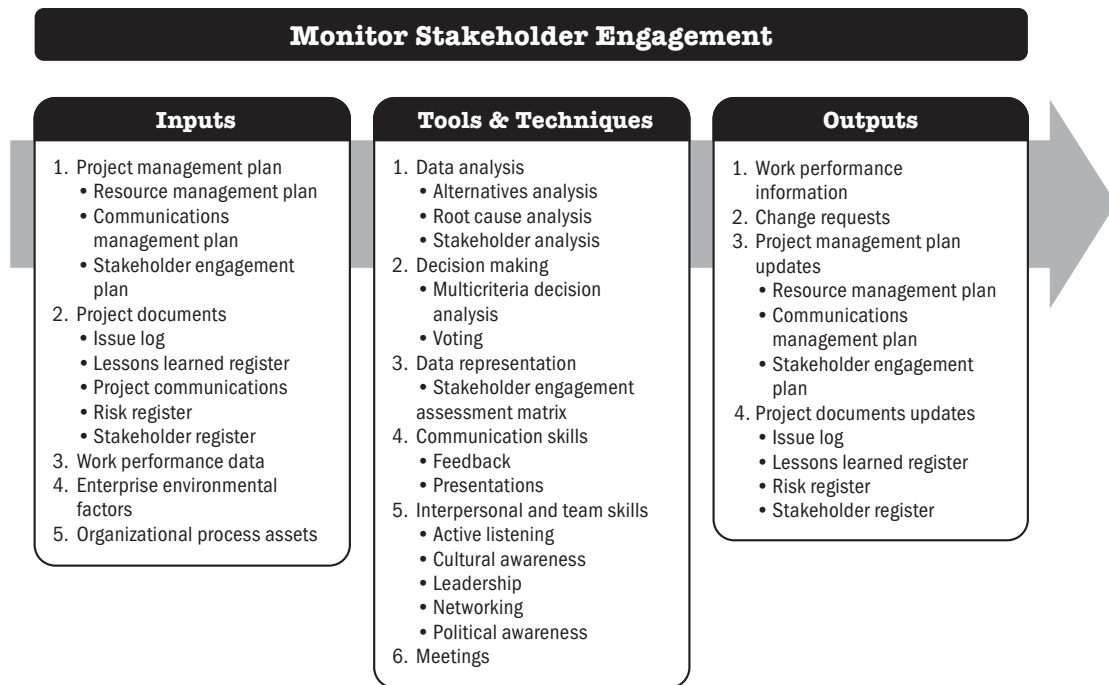 Monitor Stakeholder Engagement
Inputs
1. Project management plan
• Resource management plan
• Communications
management plan
• Stakeholder engagement
plan
2. Project documents
• Issue log
• Lessons learned register
• Project communications
• Risk register
• Stakeholder register
3. Work performance data
4. Enterprise environmental
factors
5. Organizational process assets
Tools & Techniques
1. Data analysis
• Alternatives analysis
• Root cause analysis
• Stakeholder analysis
2. Decision making
• Multicriteria decision
analysis
• Voting
3. Data representation
• Stakeholder engagement
assessment matrix
4. Communication skills
• Feedback
• Presentations
5. Interpersonal and team skills
• Active listening
• Cultural awareness
• Leadership
• Networking
• Political awareness
6. Meetings
Outputs
1. Work performance
information
2. Change requests
3. Project management plan
updates
• Resource management plan
• Communications
management plan
• Stakeholder engagement
plan
4. Project documents updates
• Issue log
• Lessons learned register
• Risk register
• Stakeholder register